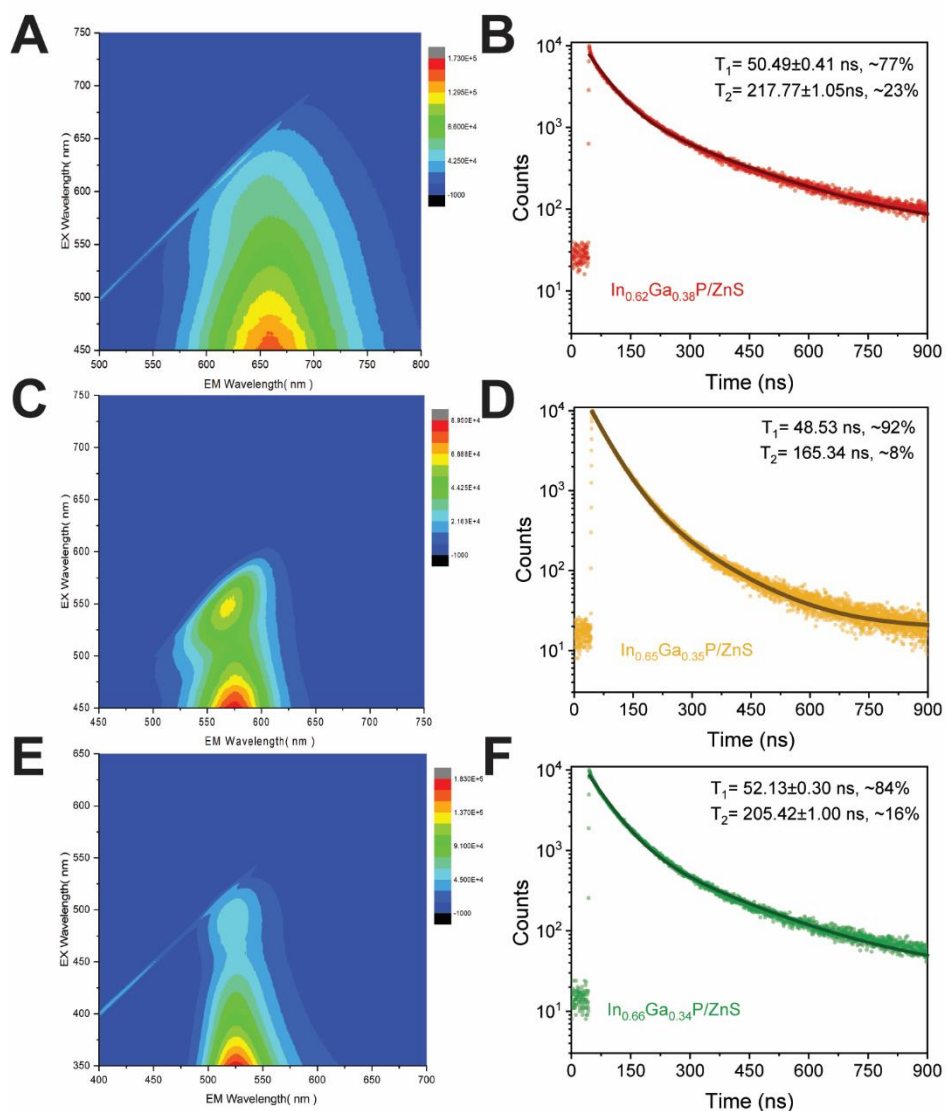 A
750
700
650
600
550
500
450
500 550 600 650 700 750 800
EX Wavelength( nm )
EM Wavelength( nm )
1.730E+5
1.295E+5
8.600E+4
4.250E+4
-1000
B
10⁴
10³
10²
10¹
Counts
T₁= 50.49±0.41 ns, ~77%
T₂= 217.77±1.05ns, ~23%
In₀.₆₂Ga₀.₃₈P/ZnS
0 150 300 450 600 750 900
Time (ns)
C
750
700
650
600
550
500
450
450 500 550 600 650 700 750
EX Wavelength( nm )
EM Wavelength( nm )
8.950E+4
6.688E+4
4.425E+4
2.163E+4
-1000
D
10⁴
10³
10²
10¹
Counts
T₁= 48.53 ns, ~92%
T₂= 165.34 ns, ~8%
In₀.₆₅Ga₀.₃₅P/ZnS
0 150 300 450 600 750 900
Time (ns)
E
650
600
550
500
450
400
350
400 450 500 550 600 650 700
EX Wavelength( nm )
EM Wavelength( nm )
1.830E+5
1.370E+5
9.100E+4
4.500E+4
-1000
F
10⁴
10³
10²
10¹
Counts
T₁= 52.13±0.30 ns, ~84%
T₂= 205.42±1.00 ns, ~16%
In₀.₆₆Ga₀.₃₄P/ZnS
0 150 300 450 600 750 900
Time (ns)